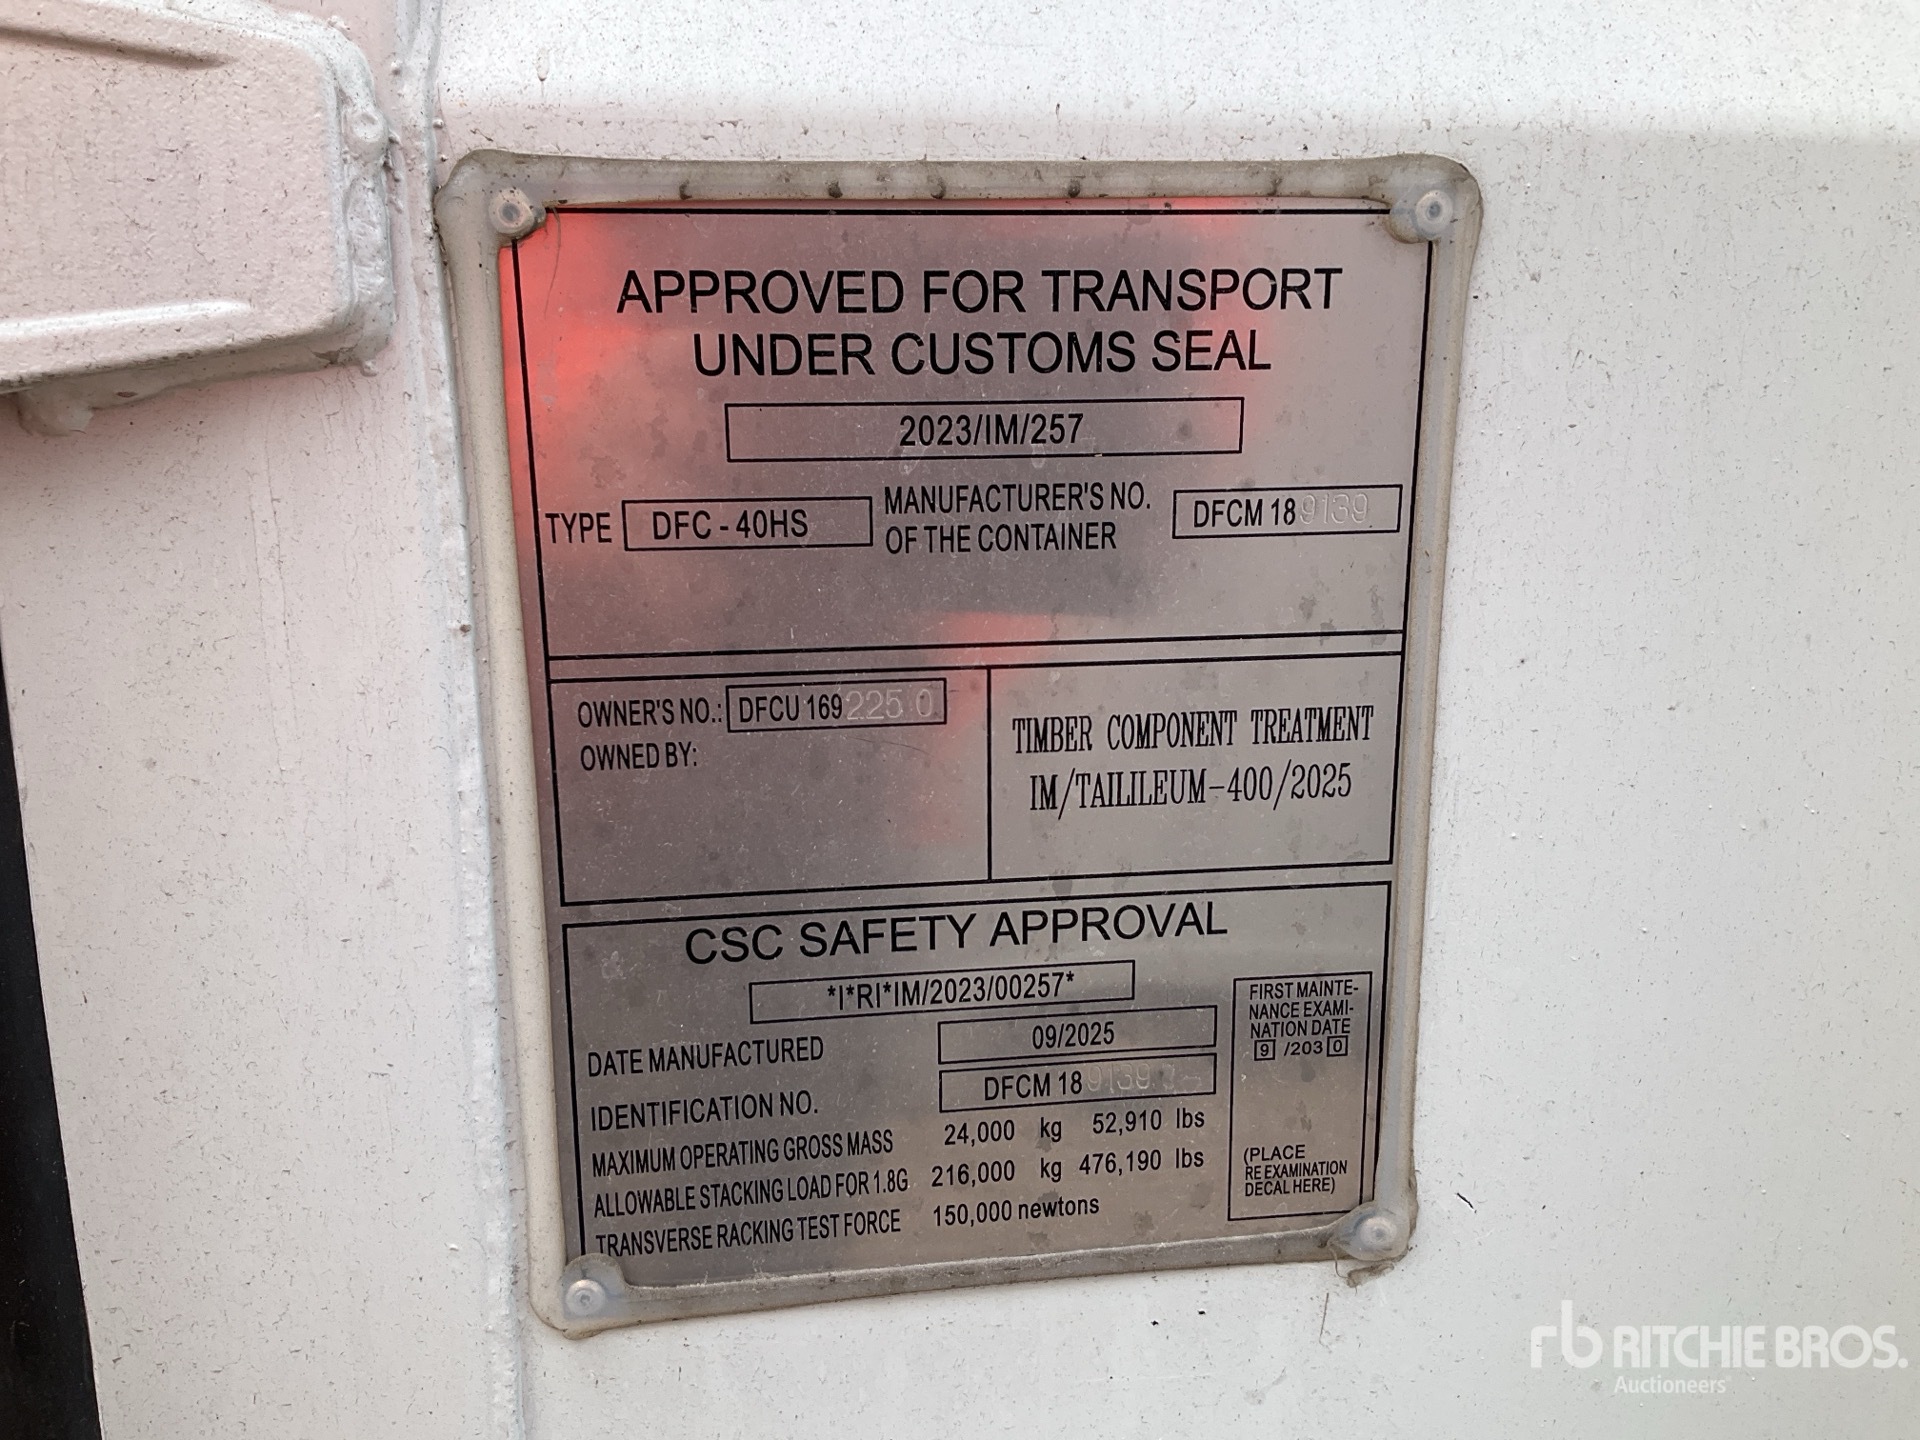 APPROVED FOR TRANSPORT
UNDER CUSTOMS SEAL
2023/IM/257
TYPE DFC - 40HS MANUFACTURER'S NO. OF THE CONTAINER DFCM 189139
OWNER'S NO.: DFCU 1692250
OWNED BY:
TIMBER COMPONENT TREATMENT
IM/TAILILEUM-400/2025
CSC SAFETY APPROVAL
*I*RI*IM/2023/00257*
DATE MANUFACTURED 09/2025
IDENTIFICATION NO. DFCM 18
MAXIMUM OPERATING GROSS MASS 24,000 kg 52,910 lbs
ALLOWABLE STACKING LOAD FOR 1.8G 216,000 kg 476,190 lbs
TRANSVERSE RACKING TEST FORCE 150,000 newtons
FIRST MAINTE-
NANCE EXAMI-
NATION DATE
9 /203 0
(PLACE
RE EXAMINATION
DECAL HERE)
rb RITCHIE BROS.
Auctioneers